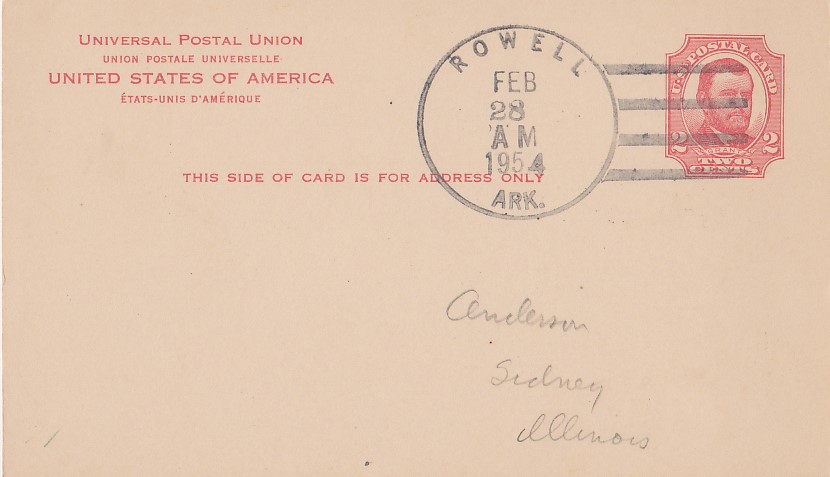 UNIVERSAL POSTAL UNION
UNION POSTALE UNIVERSELLE
UNITED STATES OF AMERICA
ÉTATS-UNIS D'AMÉRIQUE
THIS SIDE OF CARD IS FOR ADDRESS ONLY
ROWELL
FEB
28
AM
1954
ARK.
U.S. POSTAL CARD
GRANT
2 2
TWO
CENTS
Anderson
Sidney
Illinois